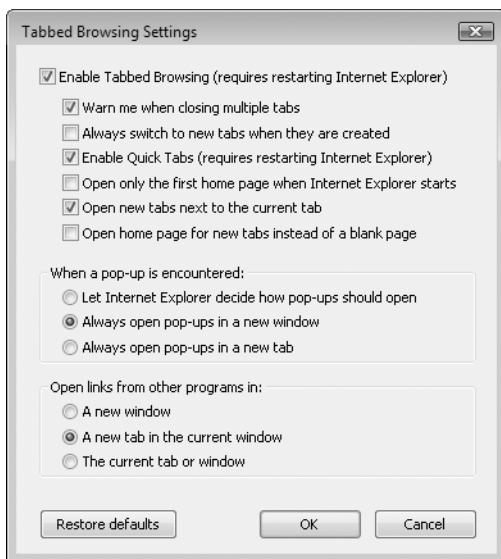 Tabbed Browsing Settings
Enable Tabbed Browsing (requires restarting Internet Explorer)
Warn me when closing multiple tabs
Always switch to new tabs when they are created
Enable Quick Tabs (requires restarting Internet Explorer)
Open only the first home page when Internet Explorer starts
Open new tabs next to the current tab
Open home page for new tabs instead of a blank page
When a pop-up is encountered:
Let Internet Explorer decide how pop-ups should open
Always open pop-ups in a new window
Always open pop-ups in a new tab
Open links from other programs in:
A new window
A new tab in the current window
The current tab or window
Restore defaults OK Cancel